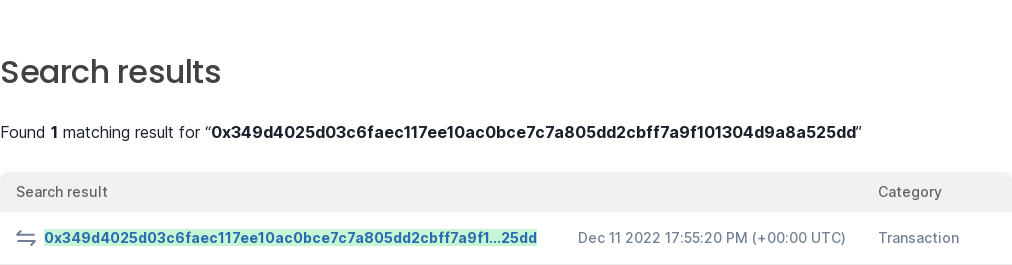 Search results
Found 1 matching result for “0x349d4025d03c6faec117ee10ac0bce7c7a805dd2cbff7a9f101304d9a8a525dd”
Search result Category
0x349d4025d03c6faec117ee10ac0bce7c7a805dd2cbff7a9f1...25dd Dec 11 2022 17:55:20 PM (+00:00 UTC) Transaction